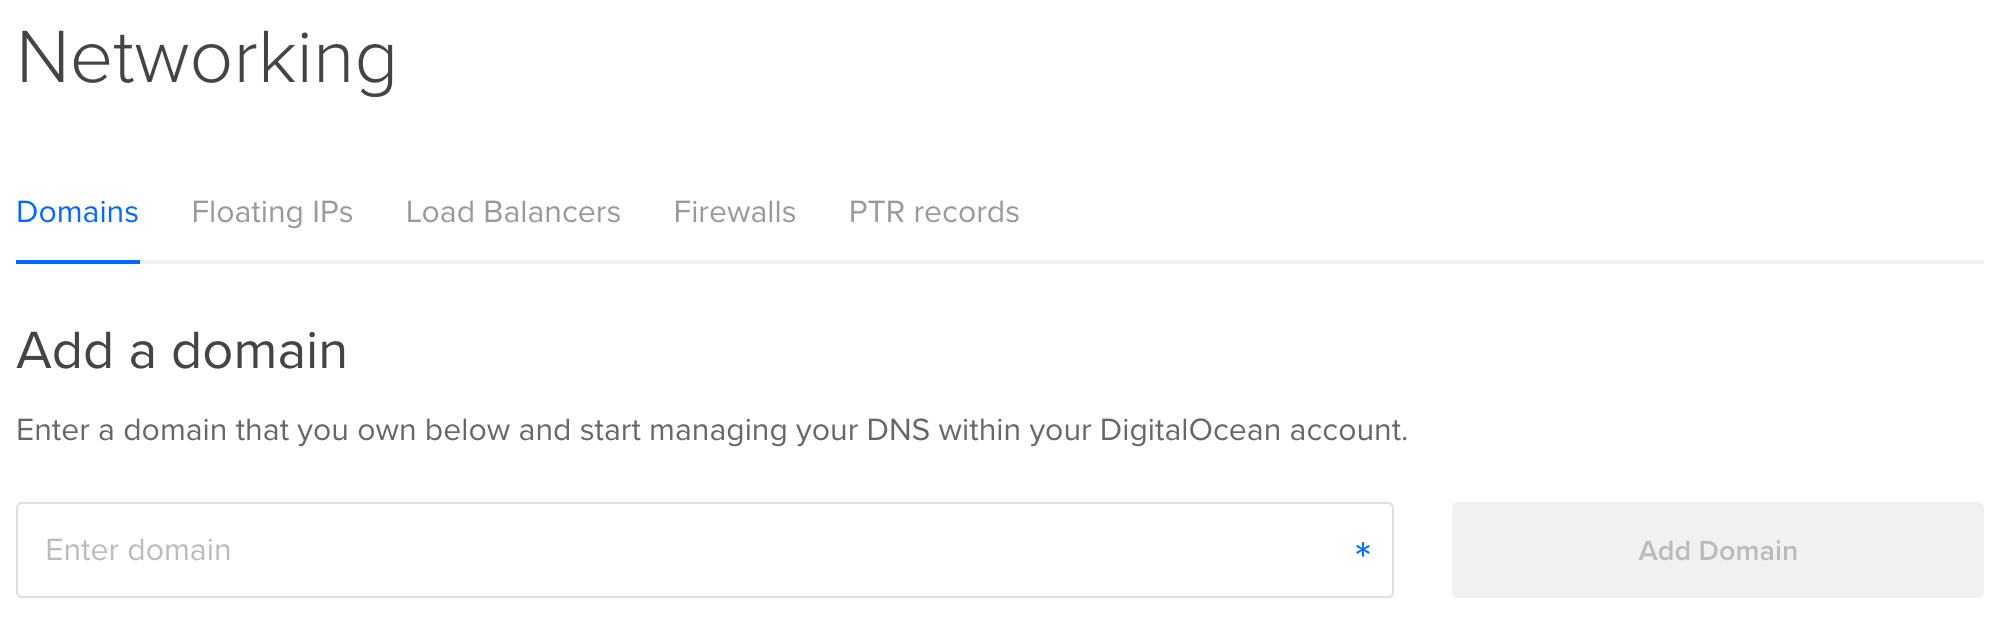 Networking
Domains Floating IPs Load Balancers Firewalls PTR records
Add a domain
Enter a domain that you own below and start managing your DNS within your DigitalOcean account.
Enter domain * Add Domain